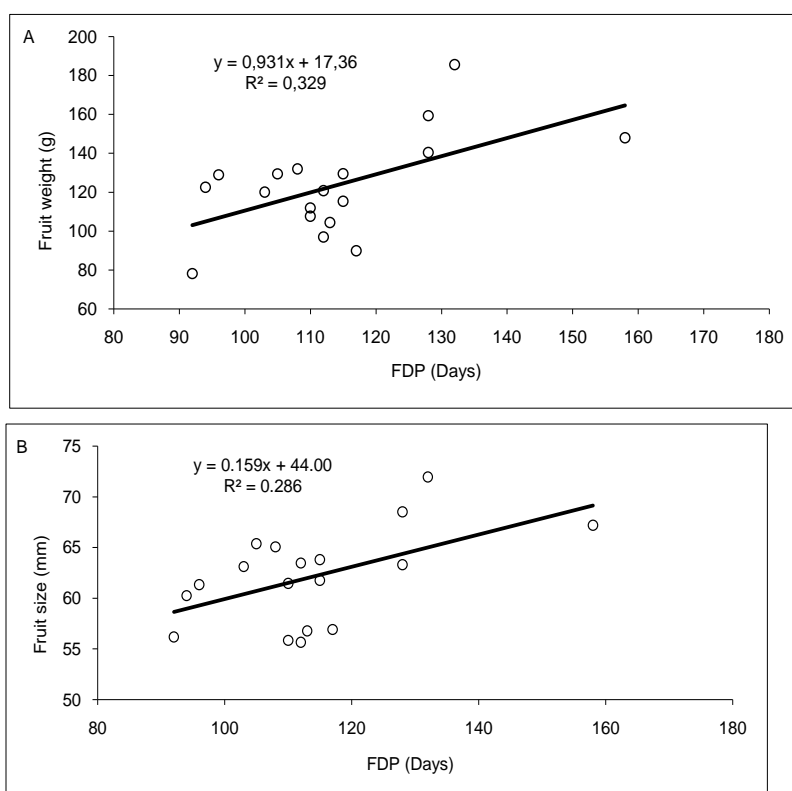 A
y = 0,931x + 17,36
R² = 0,329
Fruit weight (g)
200
180
160
140
120
100
80
60
80 90 100 110 120 130 140 150 160 170 180
FDP (Days)
B
y = 0.159x + 44.00
R² = 0.286
Fruit size (mm)
75
70
65
60
55
50
80 100 120 140 160 180
FDP (Days)